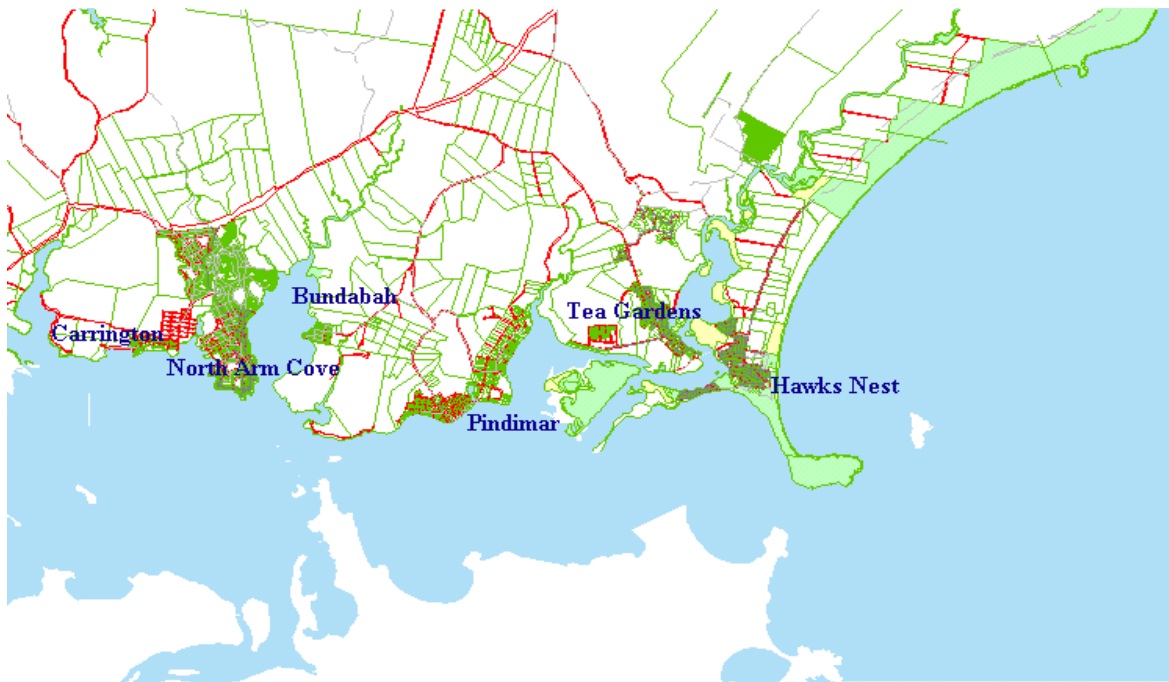 Bundabah
Tea Gardens
Carrington
North Arm Cove
Hawks Nest
Pindimar